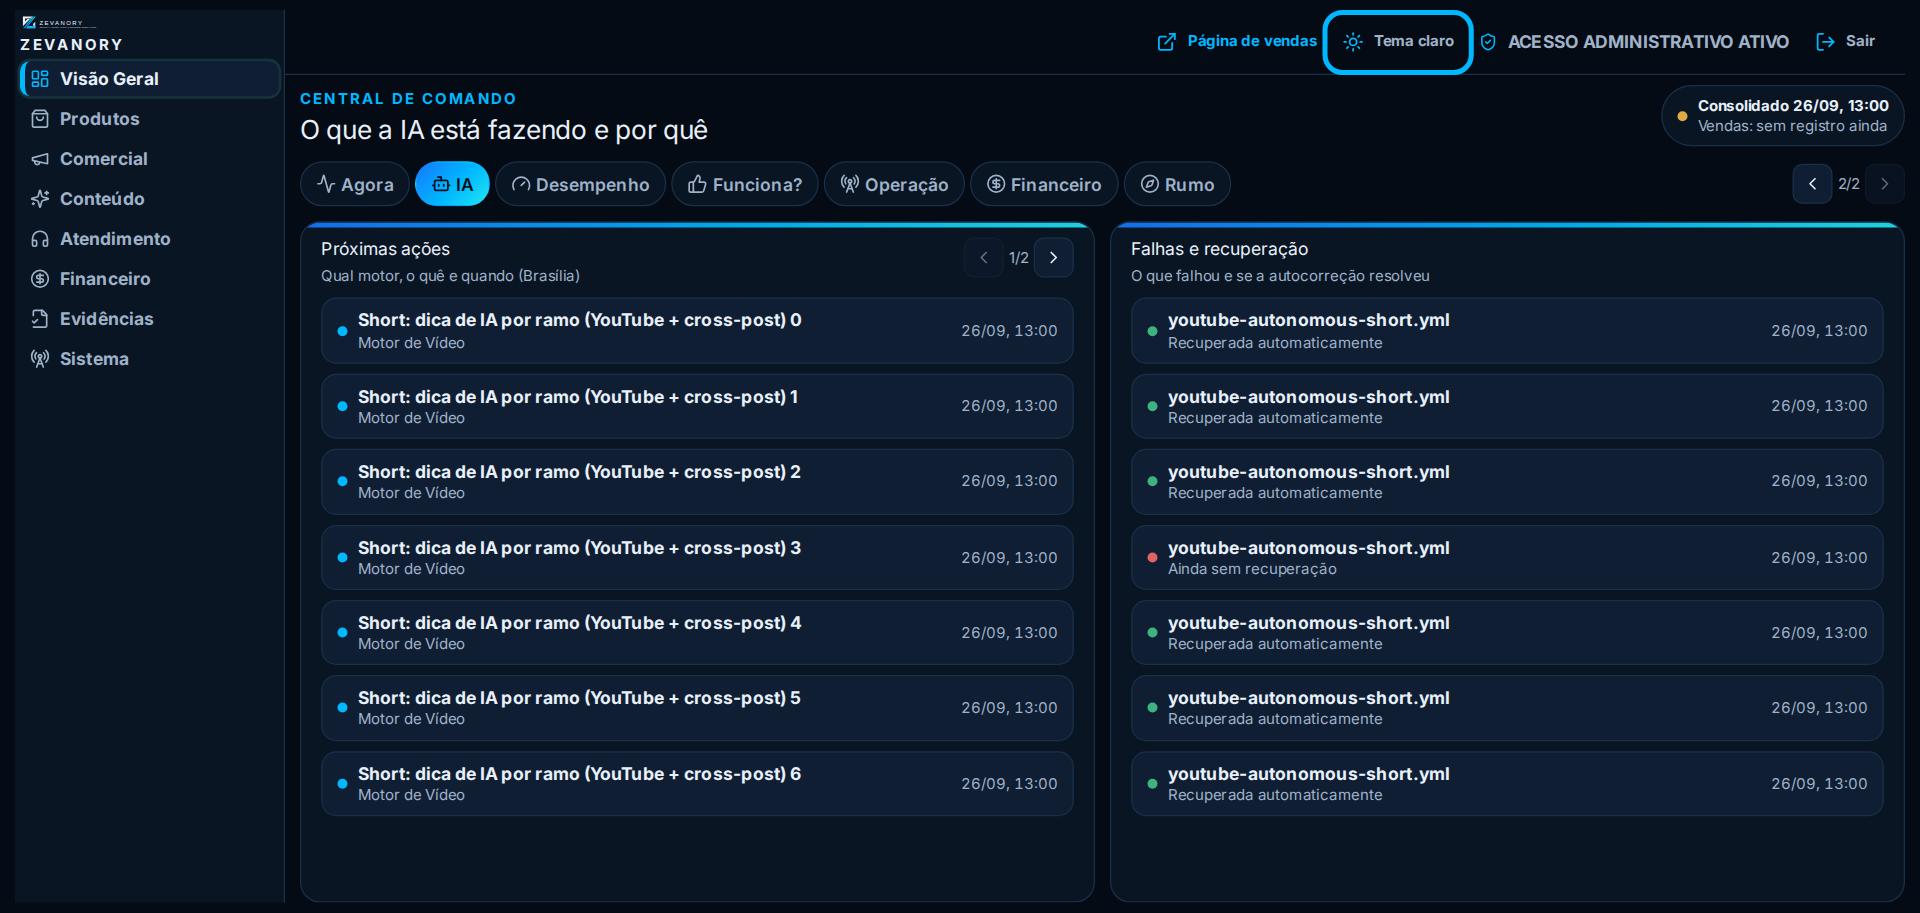 ZEVANORY
ZEVANORY
Visão Geral
Produtos
Comercial
Conteúdo
Atendimento
Financeiro
Evidências
Sistema
Página de vendas
Tema claro
ACESSO ADMINISTRATIVO ATIVO
Sair
CENTRAL DE COMANDO
O que a IA está fazendo e por quê
Consolidado 26/09, 13:00
Vendas: sem registro ainda
Agora
IA
Desempenho
Funciona?
Operação
Financeiro
Rumo
2/2
Próximas ações
Qual motor, o quê e quando (Brasília)
1/2
Short: dica de IA por ramo (YouTube + cross-post) 0
Motor de Vídeo
26/09, 13:00
Short: dica de IA por ramo (YouTube + cross-post) 1
Motor de Vídeo
26/09, 13:00
Short: dica de IA por ramo (YouTube + cross-post) 2
Motor de Vídeo
26/09, 13:00
Short: dica de IA por ramo (YouTube + cross-post) 3
Motor de Vídeo
26/09, 13:00
Short: dica de IA por ramo (YouTube + cross-post) 4
Motor de Vídeo
26/09, 13:00
Short: dica de IA por ramo (YouTube + cross-post) 5
Motor de Vídeo
26/09, 13:00
Short: dica de IA por ramo (YouTube + cross-post) 6
Motor de Vídeo
26/09, 13:00
Falhas e recuperação
O que falhou e se a autocorreção resolveu
youtube-autonomous-short.yml
Recuperada automaticamente
26/09, 13:00
youtube-autonomous-short.yml
Recuperada automaticamente
26/09, 13:00
youtube-autonomous-short.yml
Recuperada automaticamente
26/09, 13:00
youtube-autonomous-short.yml
Ainda sem recuperação
26/09, 13:00
youtube-autonomous-short.yml
Recuperada automaticamente
26/09, 13:00
youtube-autonomous-short.yml
Recuperada automaticamente
26/09, 13:00
youtube-autonomous-short.yml
Recuperada automaticamente
26/09, 13:00